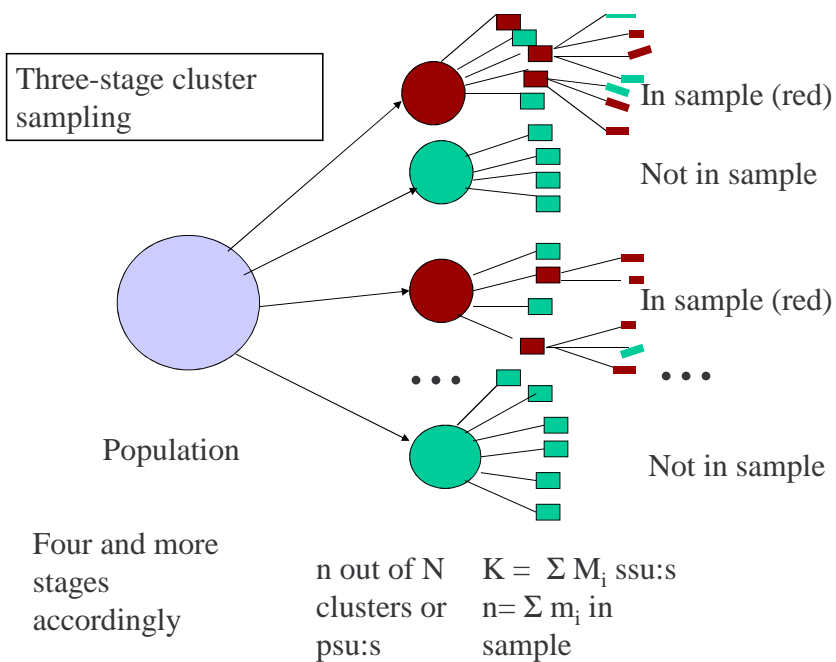 Three-stage cluster
sampling
In sample (red)
Not in sample
In sample (red)
• • •
• • •
Population
Not in sample
Four and more
stages
accordingly
n out of N
clusters or
psu:s
K = Σ Mᵢ ssu:s
n= Σ mᵢ in
sample